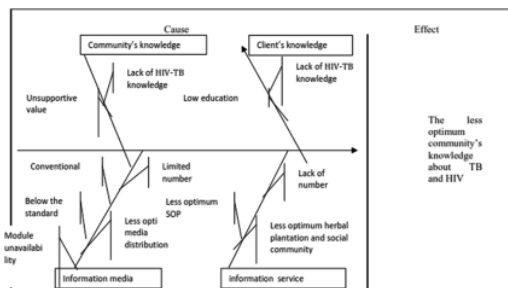 Cause
Effect
Community's knowledge
Client's knowledge
Lack of HIV-TB
knowledge
Lack of HIV-TB
knowledge
Unsupportive
value
Low education
The less
optimum
community's
knowledge
about TB
and HIV
Conventional
Limited
number
Lack of
number
Below the
standard
Less optimum
SOP
Less opti
media
distribution
Less optimum herbal
plantation and social
community
Module
unavailabi
lity
Information media
information service